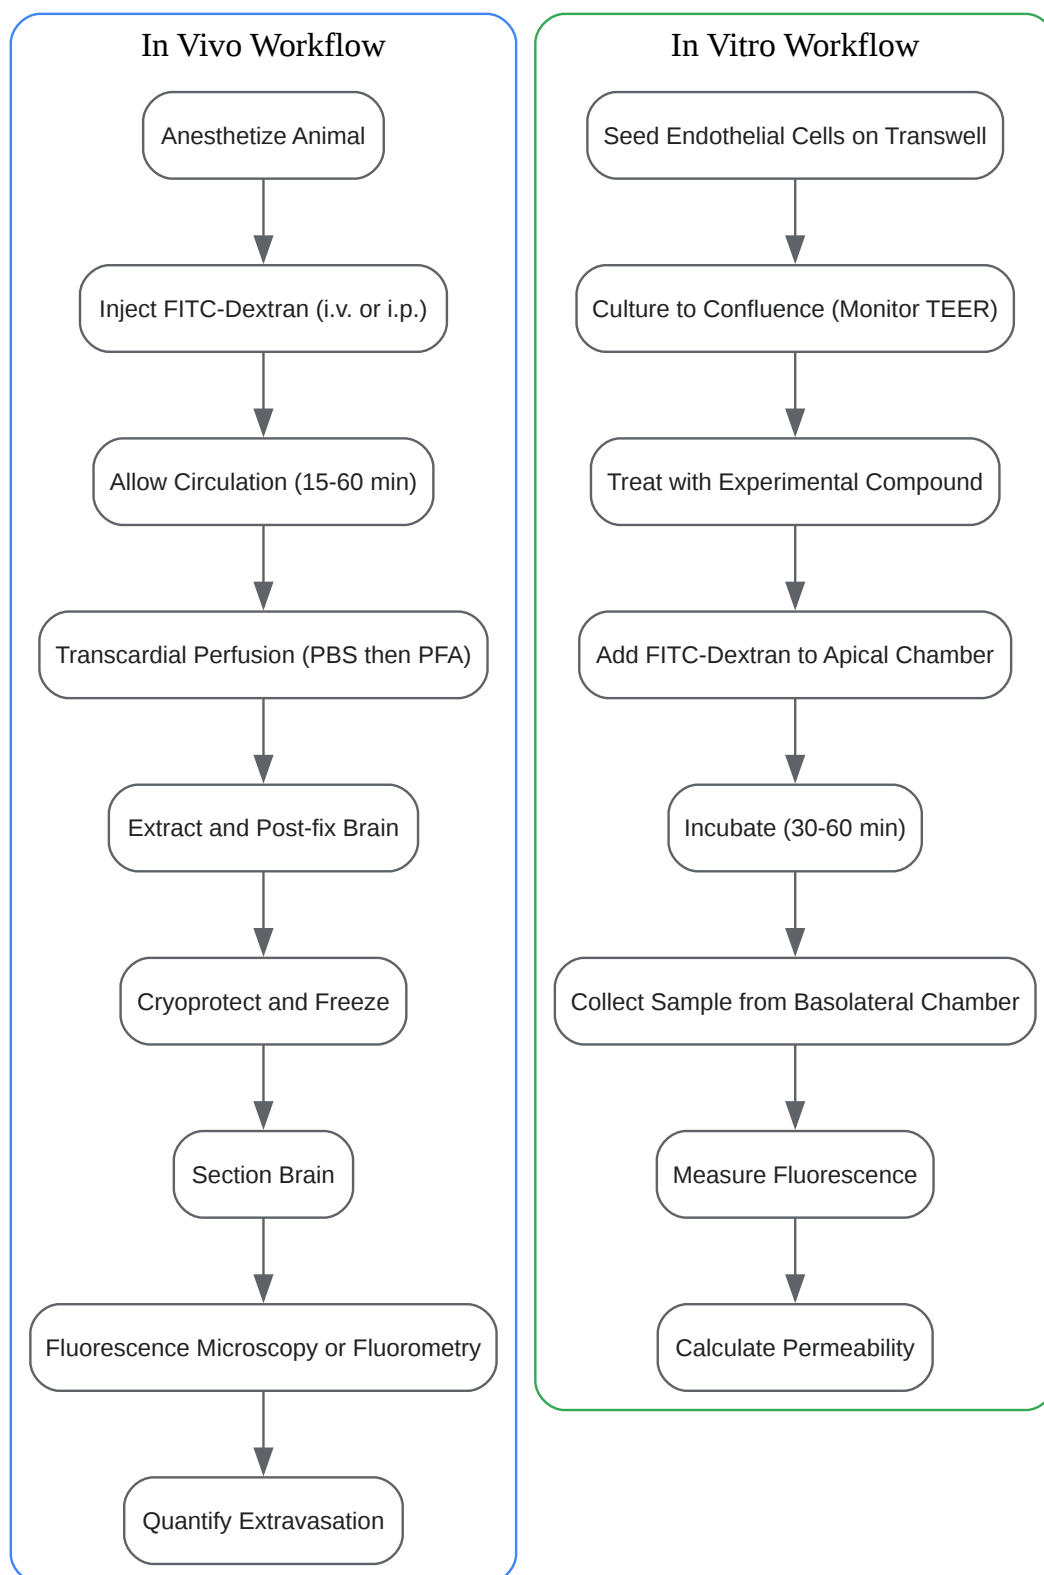 In Vivo Workflow
Anesthetize Animal
Inject FITC-Dextran (i.v. or i.p.)
Allow Circulation (15-60 min)
Transcardial Perfusion (PBS then PFA)
Extract and Post-fix Brain
Cryoprotect and Freeze
Section Brain
Fluorescence Microscopy or Fluorometry
Quantify Extravasation
In Vitro Workflow
Seed Endothelial Cells on Transwell
Culture to Confluence (Monitor TEER)
Treat with Experimental Compound
Add FITC-Dextran to Apical Chamber
Incubate (30-60 min)
Collect Sample from Basolateral Chamber
Measure Fluorescence
Calculate Permeability